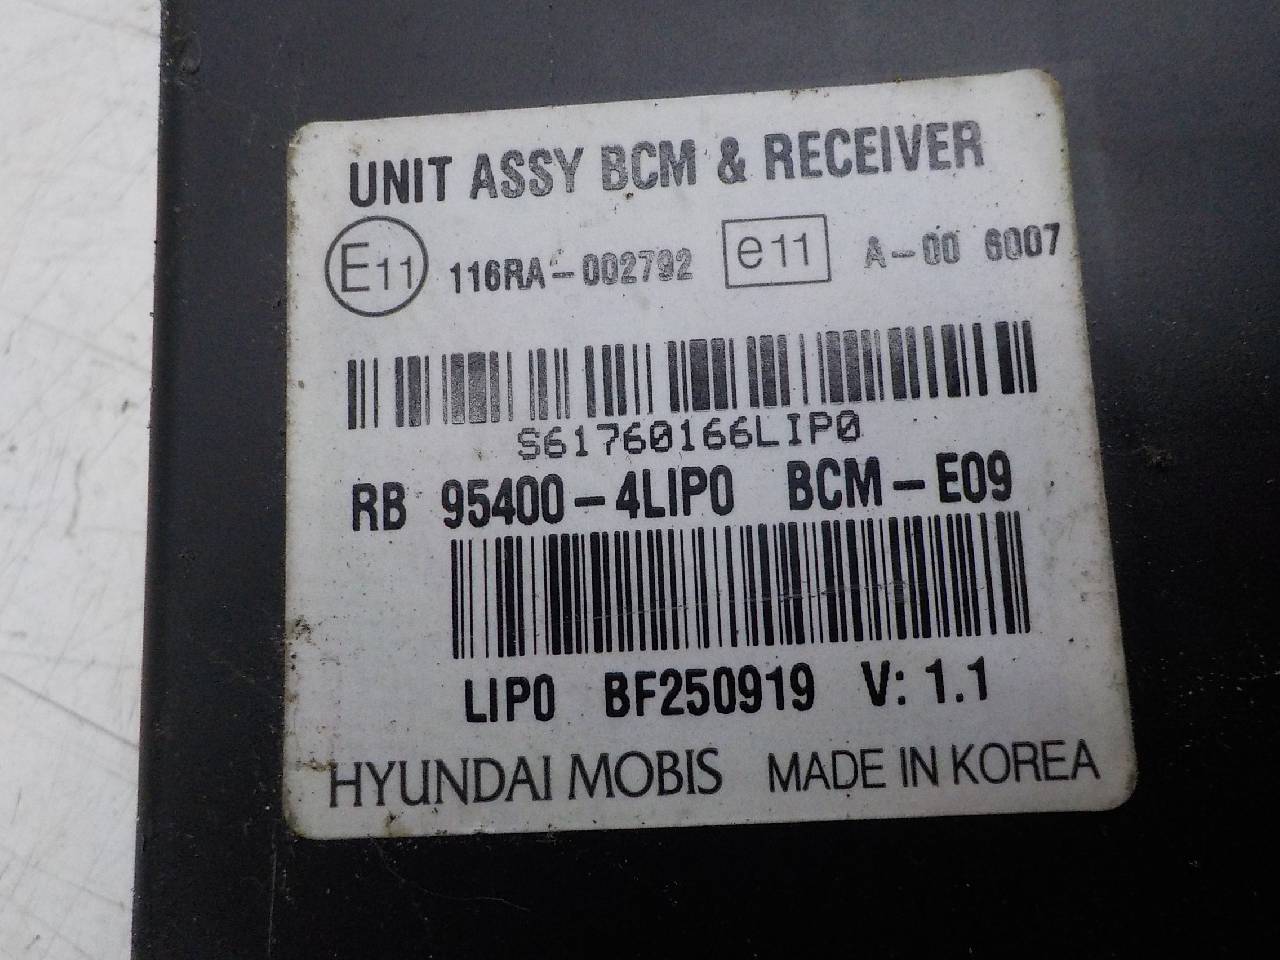 UNIT ASSY BCM & RECEIVER
E11 116RA-002792 e11 A-00 6007
S61760166LIP0
RB 95400-4LIP0 BCM-E09
LIP0 BF250919 V: 1.1
HYUNDAI MOBIS MADE IN KOREA